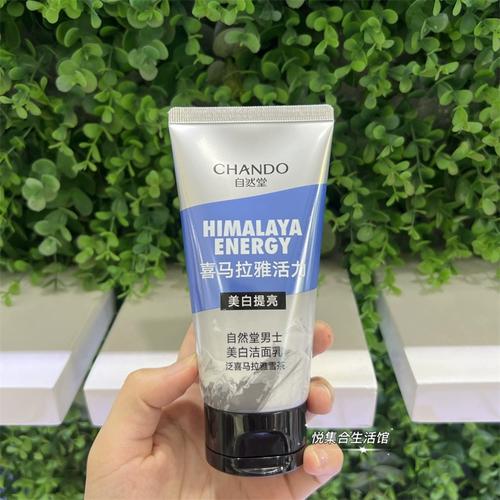 CHANDO
自然堂
HIMALAYA
ENERGY
喜马拉雅活力
美白提亮
自然堂男士
美白洁面乳
泛喜马拉雅雪茶
悦集合生活馆